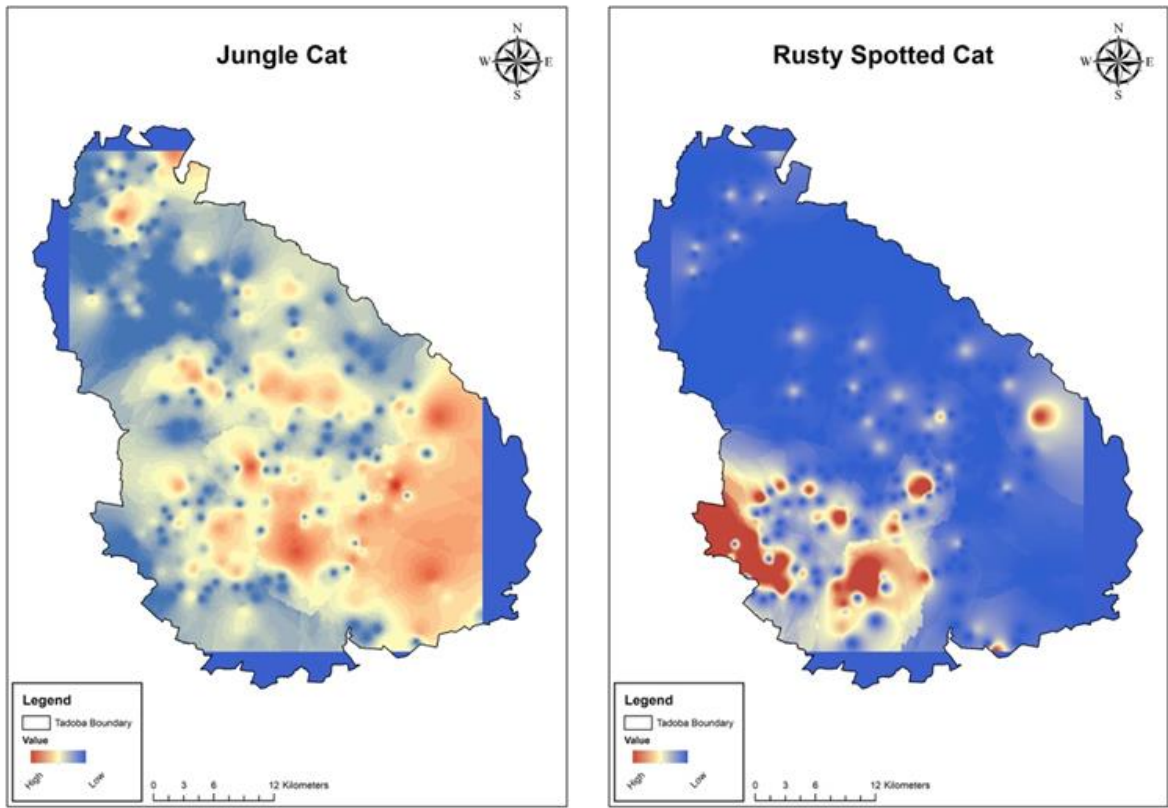 Jungle Cat
N
W E
S
Legend
Tadoba Boundary
Value
High
Low
0 3 6 12 Kilometers
Rusty Spotted Cat
N
W E
S
Legend
Tadoba Boundary
Value
High
Low
0 3 6 12 Kilometers